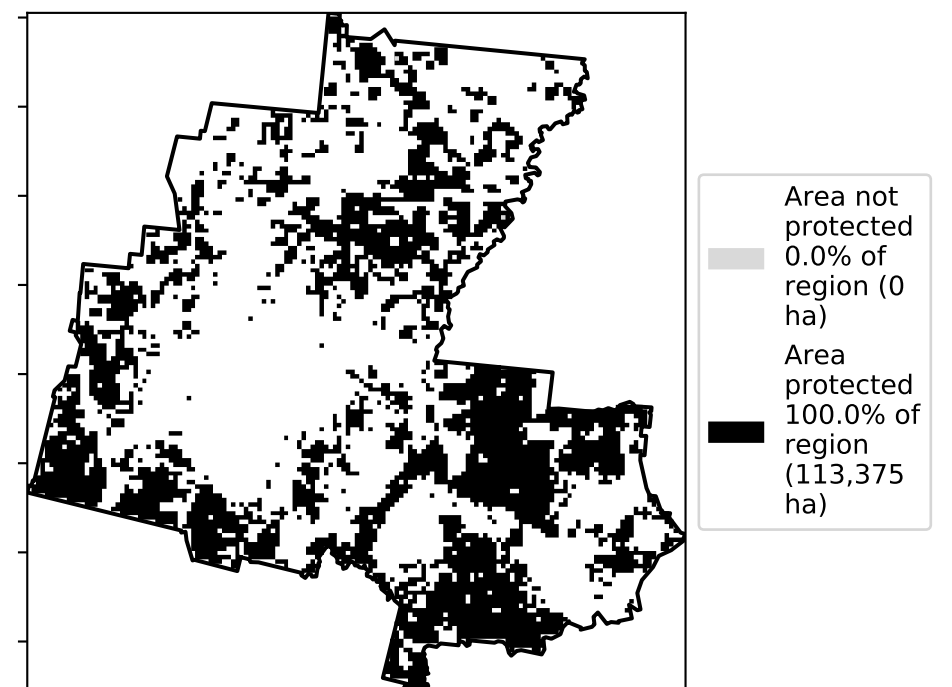 Area not
protected
0.0% of
region (0
ha)
Area
protected
100.0% of
region
(113,375
ha)